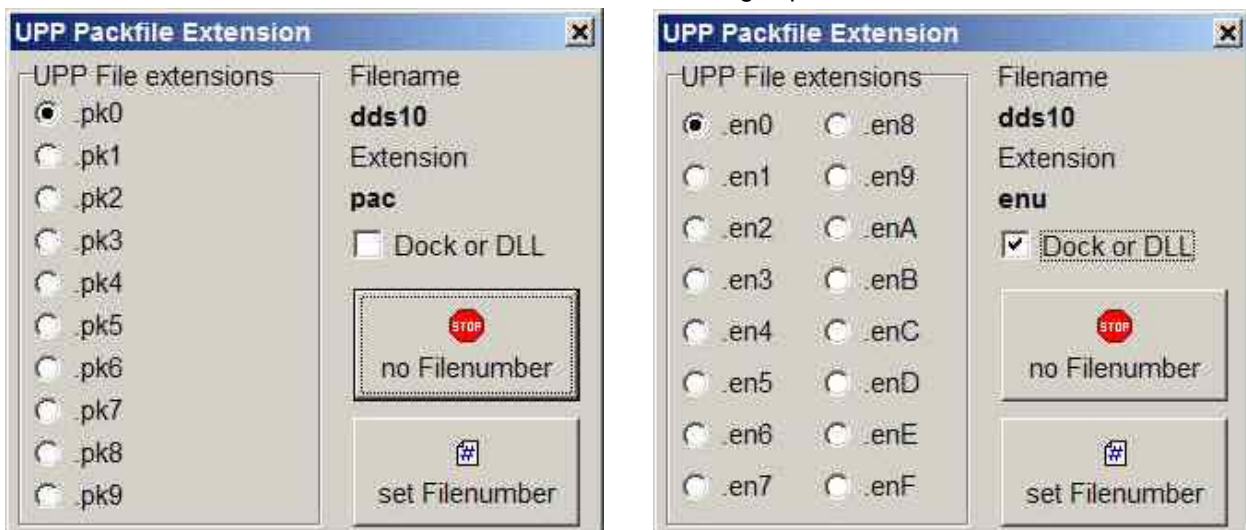 UPP Packfile Extension
UPP File extensions
.pk0
.pk1
.pk2
.pk3
.pk4
.pk5
.pk6
.pk7
.pk8
.pk9
Filename
dds10
Extension
pac
Dock or DLL
STOP
no Filenumber
#
set Filenumber
UPP Packfile Extension
UPP File extensions
.en0 .en8
.en1 .en9
.en2 .enA
.en3 .enB
.en4 .enC
.en5 .enD
.en6 .enE
.en7 .enF
Filename
dds10
Extension
enu
Dock or DLL
STOP
no Filenumber
#
set Filenumber